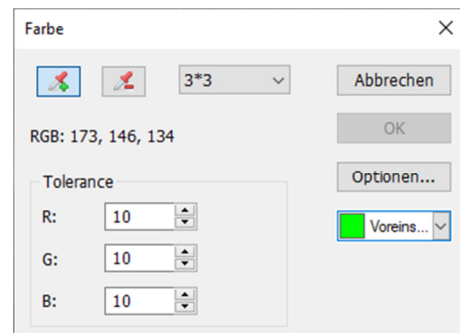 Farbe
3*3
Abbrechen
RGB: 173, 146, 134
OK
Tolerance
Optionen...
R: 10
Voreins...
G: 10
B: 10